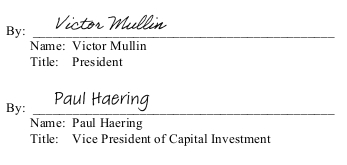 By: Victor Mullin
Name: Victor Mullin
Title: President
By: Paul Haering
Name: Paul Haering
Title: Vice President of Capital Investment